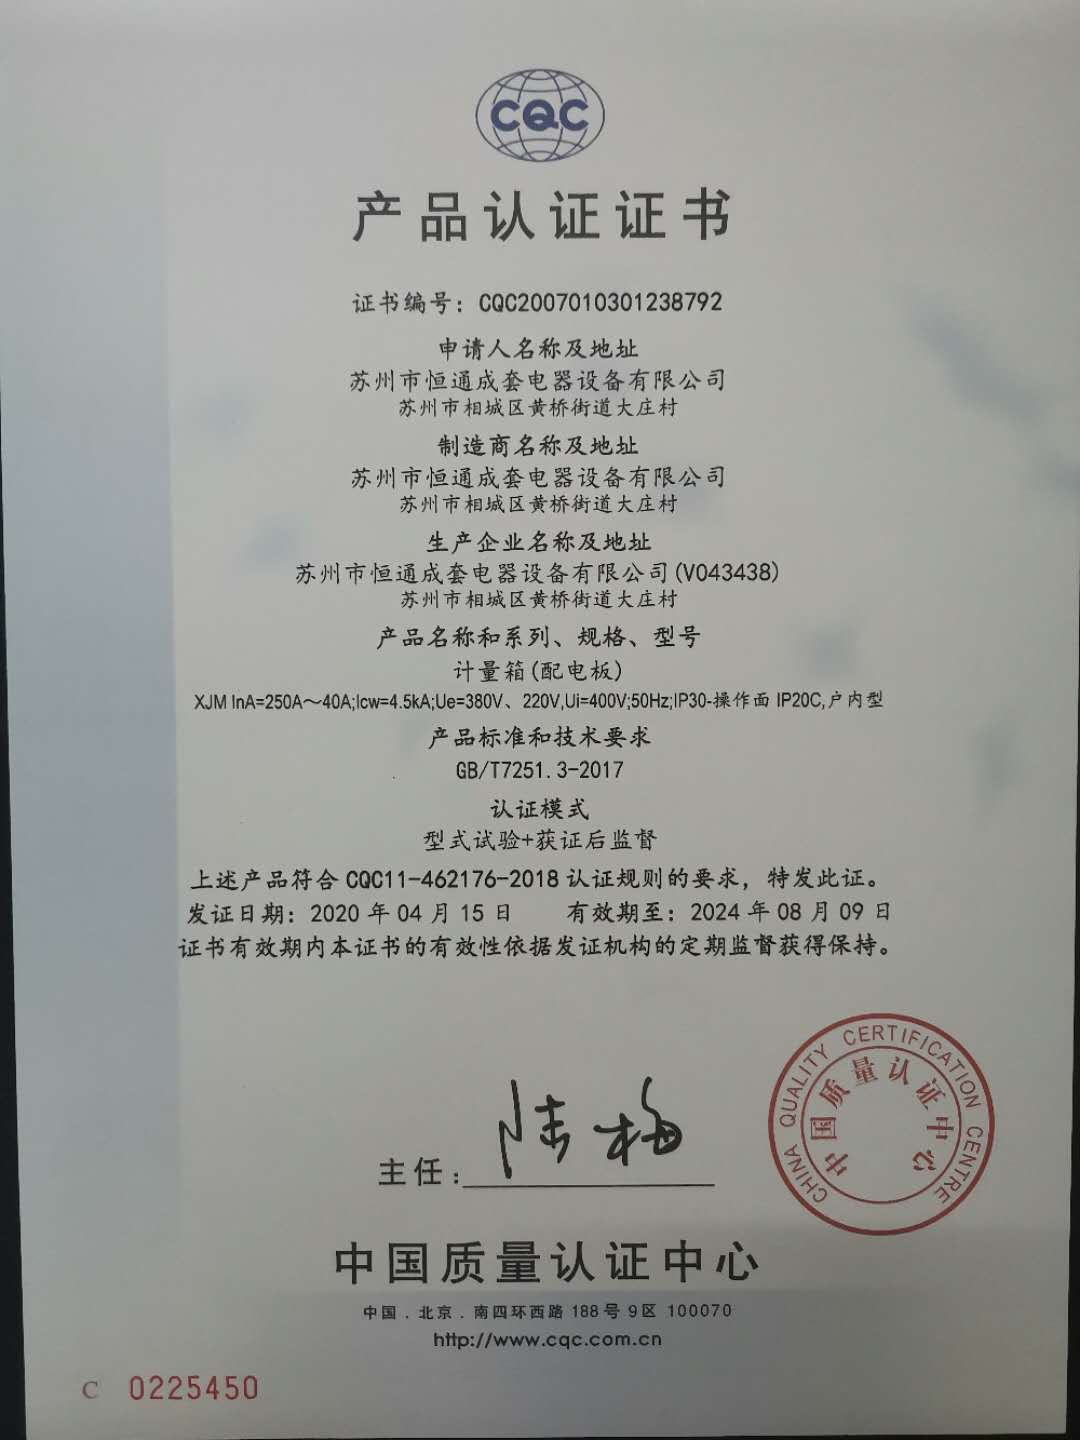 CQC
产品认证证书
证书编号：CQC2007010301238792
申请人名称及地址
苏州市恒通成套电器设备有限公司
苏州市相城区黄桥街道大庄村
制造商名称及地址
苏州市恒通成套电器设备有限公司
苏州市相城区黄桥街道大庄村
生产企业名称及地址
苏州市恒通成套电器设备有限公司(V043438)
苏州市相城区黄桥街道大庄村
产品名称和系列、规格、型号
计量箱(配电板)
XJM InA=250A～40A;Icw=4.5kA;Ue=380V、220V,Ui=400V;50Hz;IP30-操作面 IP20C,户内型
产品标准和技术要求
GB/T7251.3-2017
认证模式
型式试验+获证后监督
上述产品符合 CQC11-462176-2018 认证规则的要求，特发此证。
发证日期：2020 年 04 月 15 日 有效期至：2024 年 08 月 09 日
证书有效期内本证书的有效性依据发证机构的定期监督获得保持。
主任：陆梅
CHINA QUALITY CERTIFICATION CENTRE
中国质量认证中心
中国质量认证中心
中国．北京．南四环西路 188 号 9 区 100070
http://www.cqc.com.cn
C 0225450